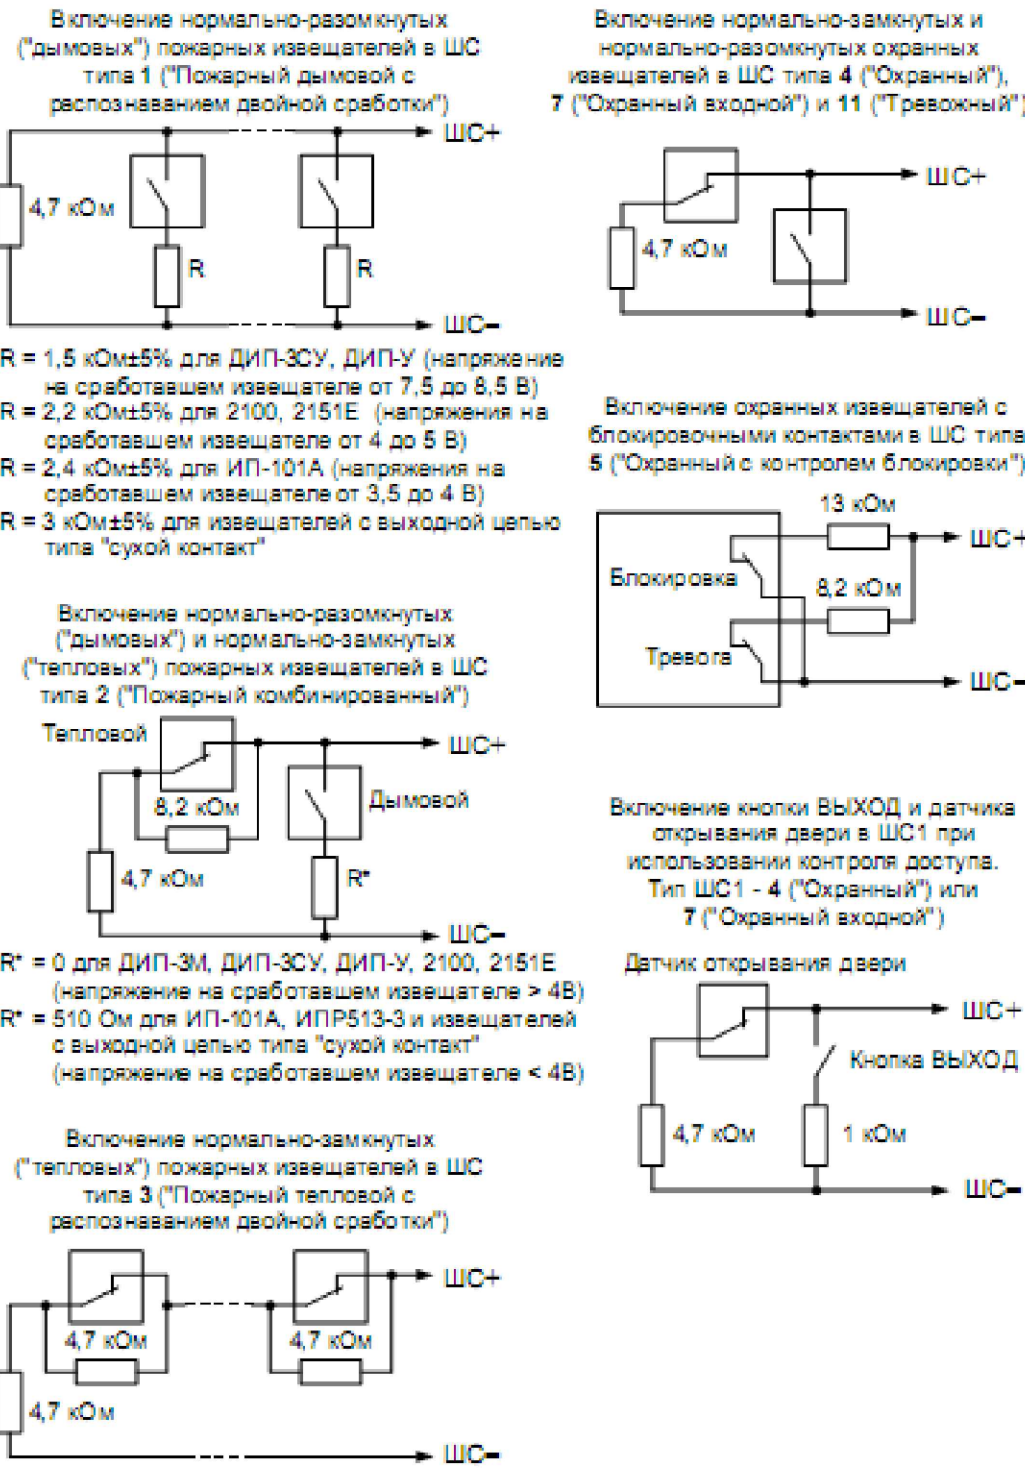 Включение нормально-разомкнутых
("дымовых") пожарных извещателей в ШС
типа 1 ("Пожарный дымовой с
распознаванием двойной сработки")
ШС+
4,7 кОм
R
R
ШС–
R = 1,5 кОм±5% для ДИП-3СУ, ДИП-У (напряжение
на сработавшем извещателе от 7,5 до 8,5 В)
R = 2,2 кОм±5% для 2100, 2151Е (напряжения на
сработавшем извещателе от 4 до 5 В)
R = 2,4 кОм±5% для ИП-101А (напряжения на
сработавшем извещателе от 3,5 до 4 В)
R = 3 кОм±5% для извещателей с выходной цепью
типа "сухой контакт"
Включение нормально-разомкнутых
("дымовых") и нормально-замкнутых
("тепловых") пожарных извещателей в ШС
типа 2 ("Пожарный комбинированный")
Тепловой
ШС+
8,2 кОм
Дымовой
4,7 кОм
R*
ШС–
R* = 0 для ДИП-3М, ДИП-3СУ, ДИП-У, 2100, 2151Е
(напряжение на сработавшем извещателе > 4В)
R* = 510 Ом для ИП-101А, ИПР513-3 и извещателей
с выходной цепью типа "сухой контакт"
(напряжение на сработавшем извещателе < 4В)
Включение нормально-замкнутых
("тепловых") пожарных извещателей в ШС
типа 3 ("Пожарный тепловой с
распознаванием двойной сработки")
ШС+
4,7 кОм
4,7 кОм
4,7 кОм
ШС–
Включение нормально-замкнутых и
нормально-разомкнутых охранных
извещателей в ШС типа 4 ("Охранный"),
7 ("Охранный входной") и 11 ("Тревожный")
ШС+
4,7 кОм
ШС–
Включение охранных извещателей с
блокировочными контактами в ШС типа
5 ("Охранный с контролем блокировки")
13 кОм
ШС+
Блокировка
8,2 кОм
Тревога
ШС–
Включение кнопки ВЫХОД и датчика
открывания двери в ШС1 при
использовании контроля доступа.
Тип ШС1 - 4 ("Охранный") или
7 ("Охранный входной")
Датчик открывания двери
ШС+
Кнопка ВЫХОД
4,7 кОм
1 кОм
ШС–